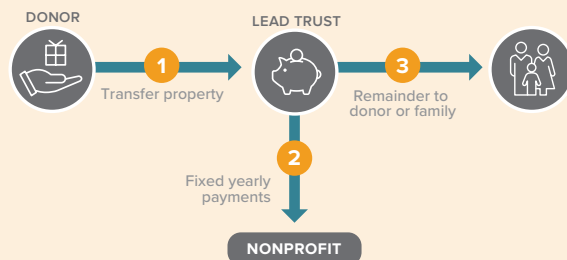 DONOR
LEAD TRUST
1
3
Transfer property
Remainder to
donor or family
2
Fixed yearly
payments
NONPROFIT